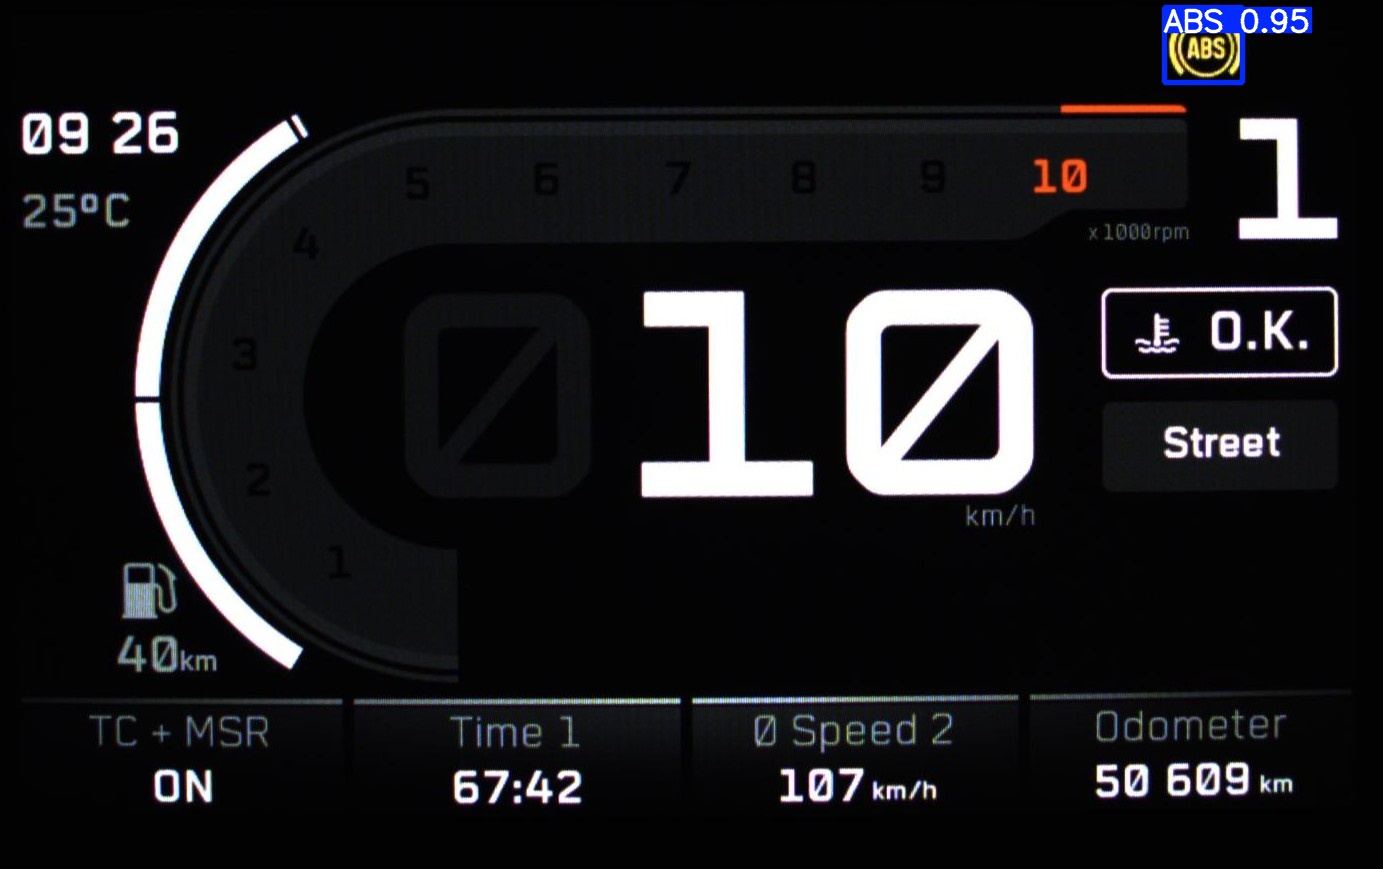 ABS 0.95
ABS
09 26
25°C
5 6 7 8 9 10
4
3
2
1
x1000rpm
1
010
km/h
O.K.
Street
40km
TC + MSR
ON
Time 1
67:42
Ø Speed 2
107 km/h
Odometer
50 609 km